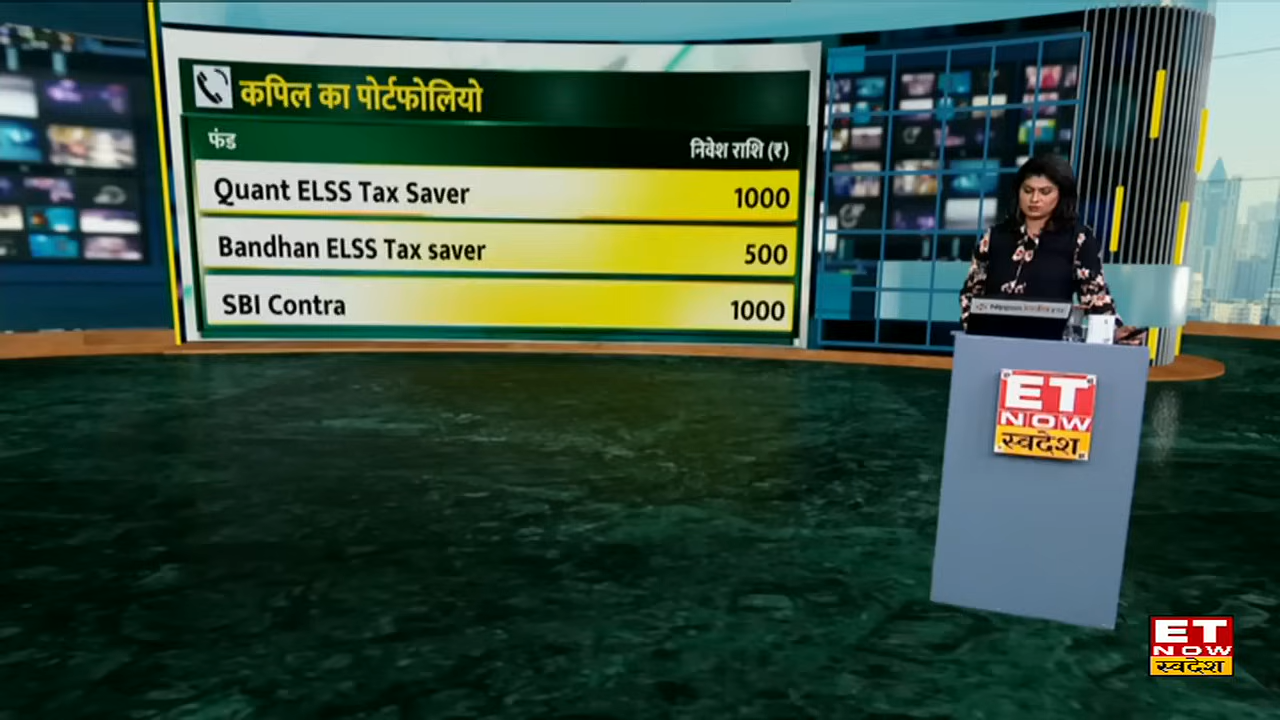 कपिल का पोर्टफोलियो
फंड निवेश राशि (₹)
Quant ELSS Tax Saver 1000
Bandhan ELSS Tax saver 500
SBI Contra 1000
ET
NOW
स्वदेश
ET
NOW
स्वदेश